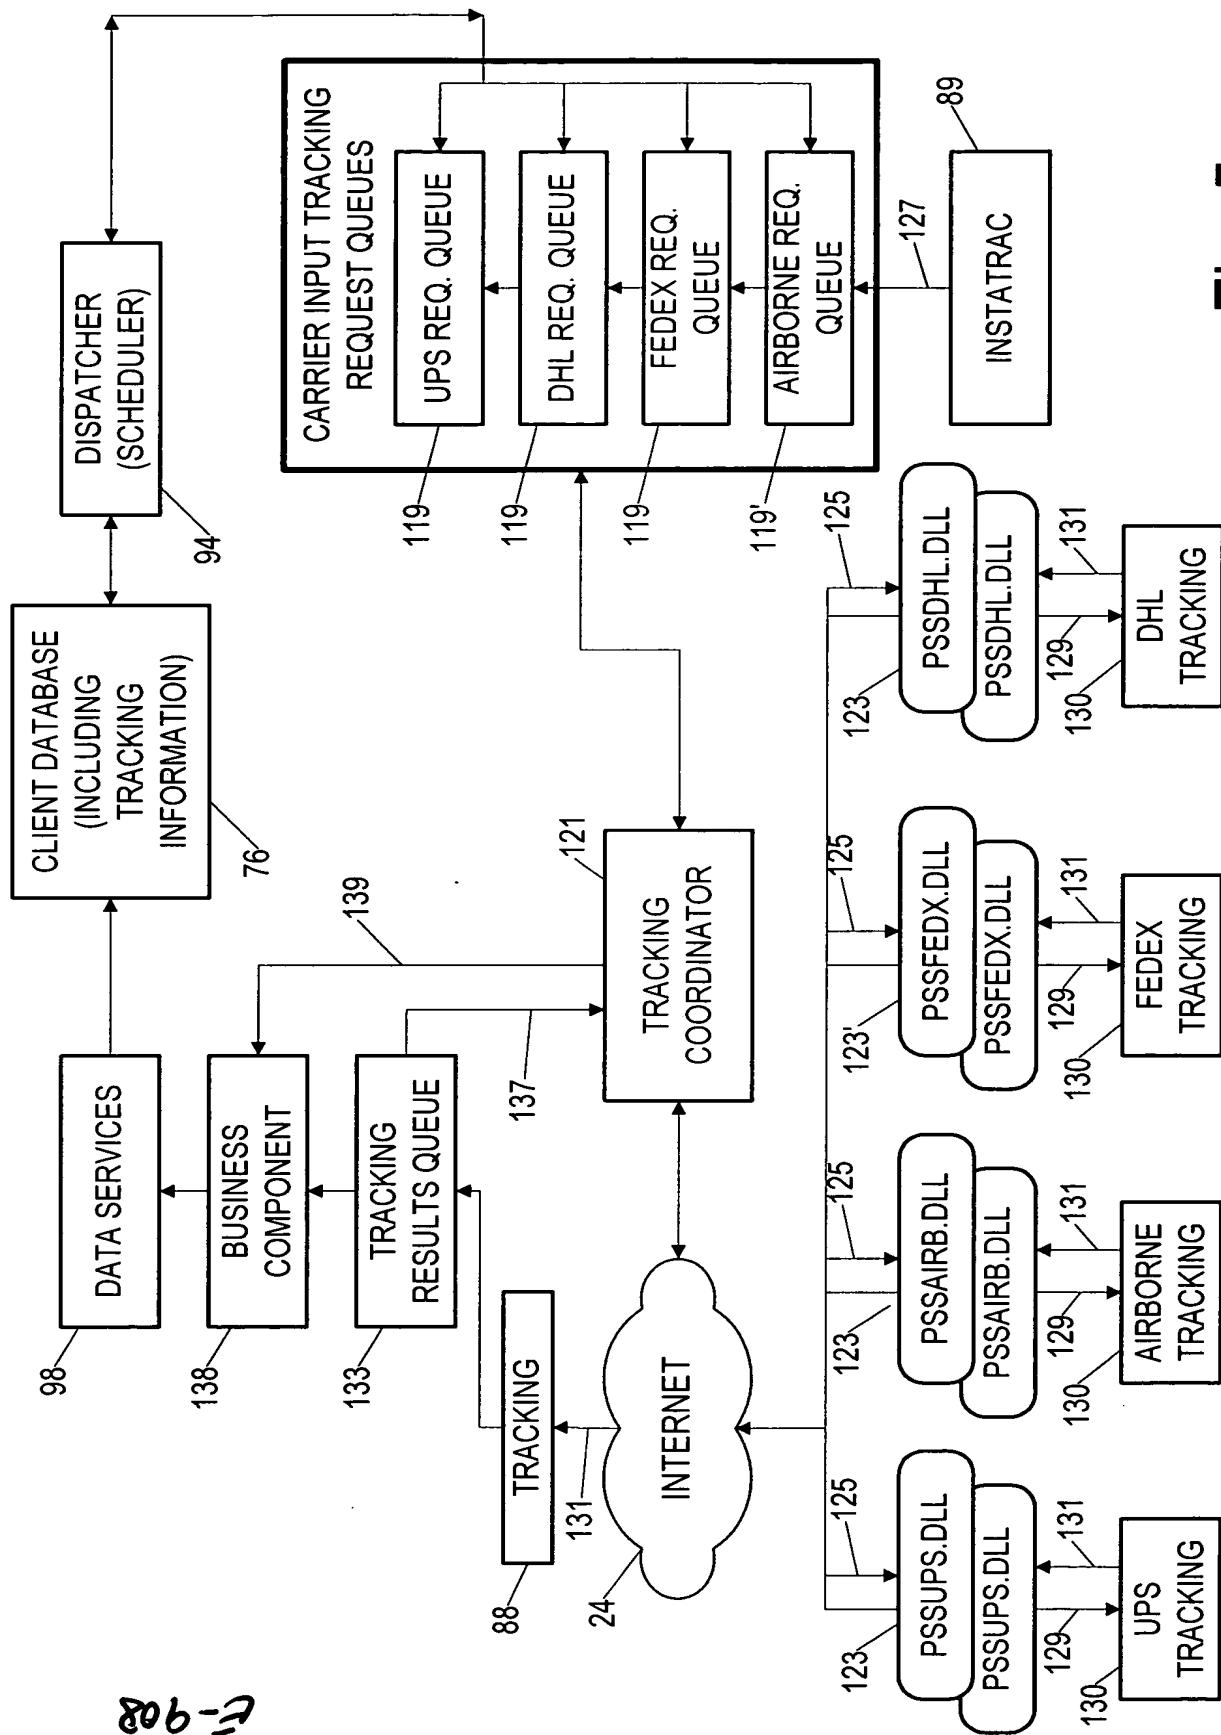 E-908
CLIENT DATABASE
(INCLUDING
TRACKING
INFORMATION)
76
DISPATCHER
(SCHEDULER)
94
DATA SERVICES
98
BUSINESS
COMPONENT
138
TRACKING
RESULTS QUEUE
133
139
137
TRACKING
88
131
INTERNET
24
TRACKING
COORDINATOR
121
CARRIER INPUT TRACKING
REQUEST QUEUES
UPS REQ. QUEUE
119
DHL REQ. QUEUE
119
FEDEX REQ.
QUEUE
119
AIRBORNE REQ.
QUEUE
119'
127
INSTATRAC
89
125
PSSUPS.DLL
PSSUPS.DLL
123
129
131
UPS
TRACKING
130
125
PSSAIRB.DLL
PSSAIRB.DLL
123
129
131
AIRBORNE
TRACKING
130
125
PSSFEDX.DLL
PSSFEDX.DLL
123'
129
131
FEDEX
TRACKING
130
125
PSSDHL.DLL
PSSDHL.DLL
123
129
131
DHL
TRACKING
130